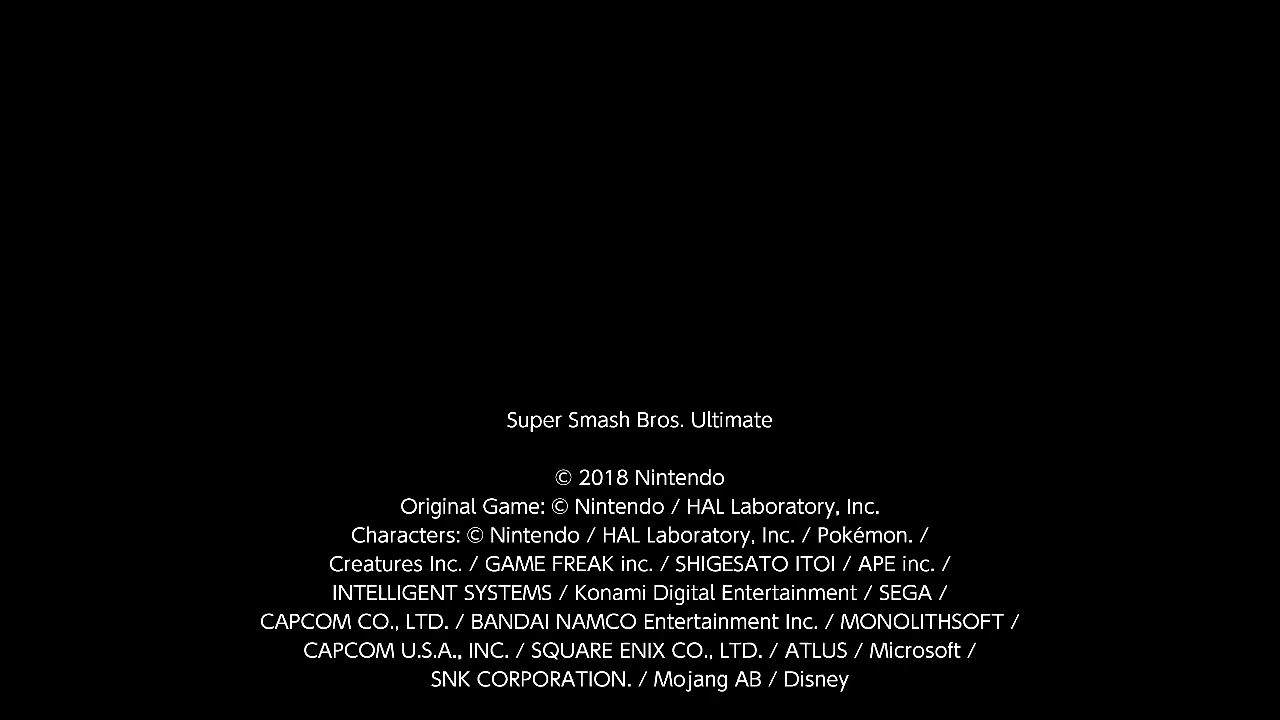 Super Smash Bros. Ultimate
© 2018 Nintendo
Original Game: © Nintendo / HAL Laboratory, Inc.
Characters: © Nintendo / HAL Laboratory, Inc. / Pokémon. /
Creatures Inc. / GAME FREAK inc. / SHIGESATO ITOI / APE inc. /
INTELLIGENT SYSTEMS / Konami Digital Entertainment / SEGA /
CAPCOM CO., LTD. / BANDAI NAMCO Entertainment Inc. / MONOLITHSOFT /
CAPCOM U.S.A., INC. / SQUARE ENIX CO., LTD. / ATLUS / Microsoft /
SNK CORPORATION. / Mojang AB / Disney